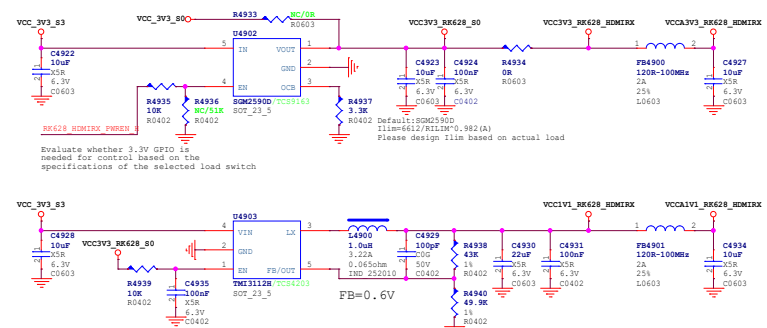 VCC_3V3_S3
VCC_3V3_S0
R4933
NC/0R
R0603
VCC3V3_RK628_S0
VCC3V3_RK628_HDMIRX
VCCA3V3_RK628_HDMIRX
C4922
10uF
X5R
6.3V
C0603
U4902
5
IN
VOUT
1
GND
2
4
EN
OCB
3
SGM2590D/TCS9163
SOT_23_5
R4935
10K
R0402
R4936
NC/51K
R0402
R4937
3.3K
R0402
C4923
10uF
X5R
6.3V
C0603
C4924
100nF
X5R
6.3V
C0402
R4934
0R
R0603
1
2
FB4900
120R-100MHz
2A
25%
L0603
C4927
10uF
X5R
6.3V
C0603
Default:SGM2590D
Ilim=6612/RILIM^0.982(A)
Please design Ilim based on actual load
Evaluate whether 3.3V GPIO is
needed for control based on the
specifications of the selected load switch
VCC_3V3_S3
VCC3V3_RK628_S0
C4928
10uF
X5R
6.3V
C0603
R4939
10K
R0402
C4935
100nF
X5R
6.3V
C0402
U4903
4
VIN
LX
3
2
GND
1
EN
FB/OUT
5
TMI3112H/TCS4203
SOT_23_5
L4900
1.0uH
3.22A
0.065ohm
IND_252010
C4929
100pF
C0G
50V
C0402
FB=0.6V
R4938
43K
1%
R0402
R4940
49.9K
1%
R0402
C4930
22uF
X5R
6.3V
C0603
C4931
100nF
X5R
6.3V
C0402
VCC1V1_RK628_HDMIRX
VCCA1V1_RK628_HDMIRX
1
2
FB4901
120R-100MHz
2A
25%
L0603
C4934
10uF
X5R
6.3V
C0603